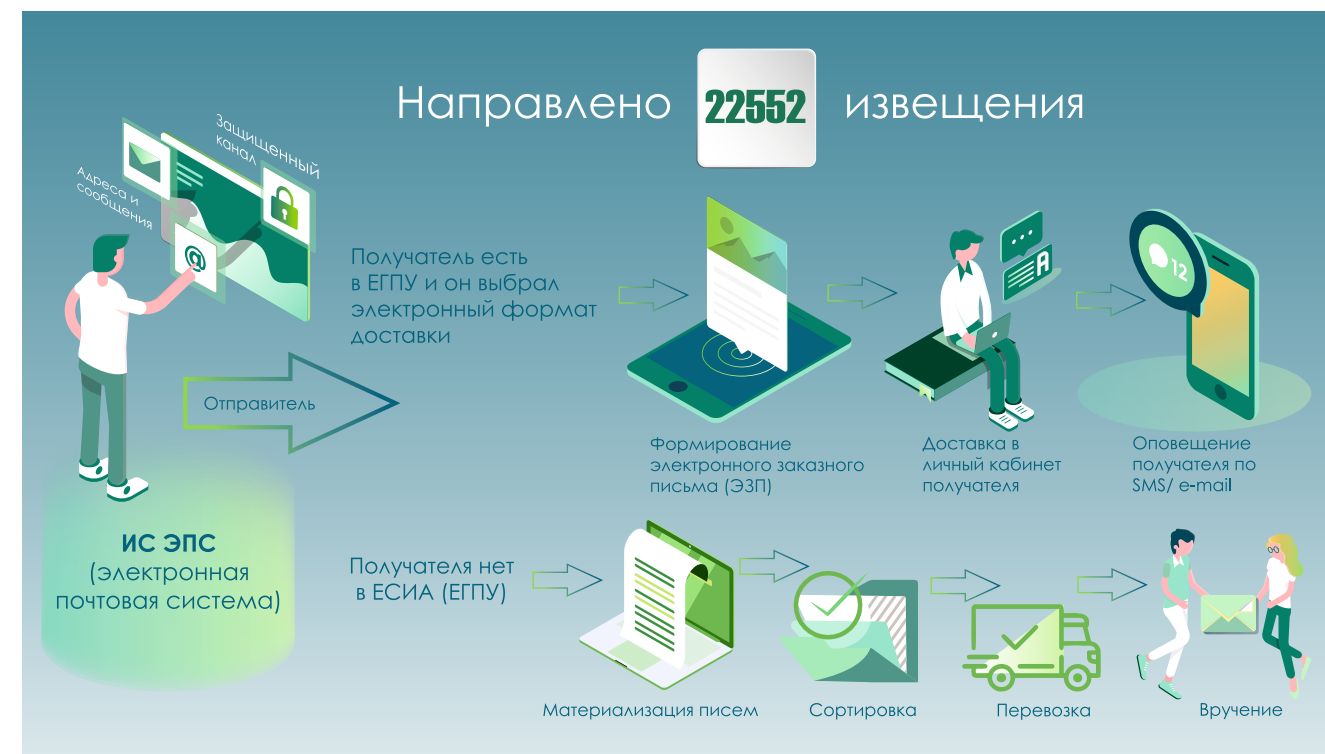 Направлено 22552 извещения
Защищенный
канал
Адреса и
сообщения
@
Получатель есть
в ЕГПУ и он выбрал
электронный формат
доставки
A
12
Отправитель
Формирование
электронного заказного
письма (ЭЗП)
Доставка в
личный кабинет
получателя
Оповещение
получателя по
SMS/ e-mail
ИС ЭПС
(электронная
почтовая система)
Получателя нет
в ЕСИА (ЕГПУ)
Материализация писем
Сортировка
Перевозка
Вручение